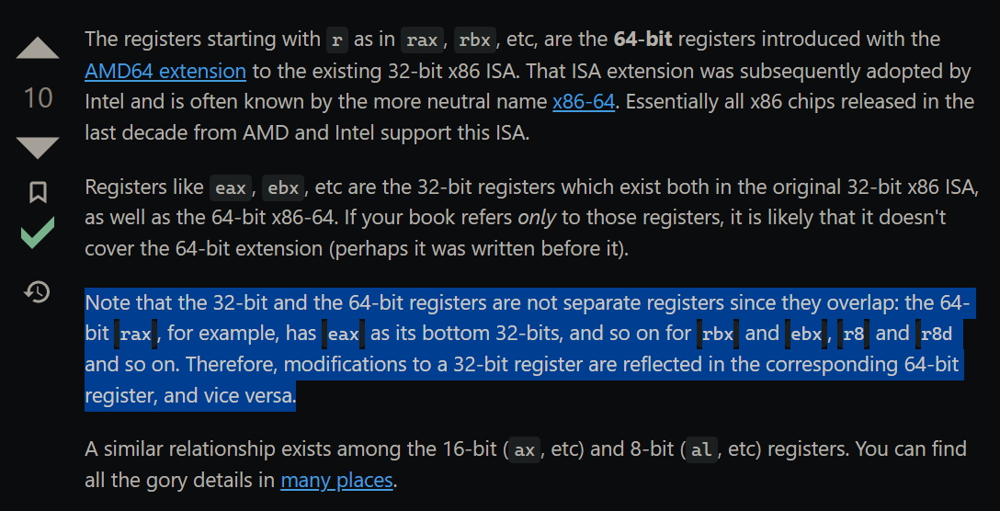 The registers starting with r as in rax, rbx, etc, are the 64-bit registers introduced with the
AMD64 extension to the existing 32-bit x86 ISA. That ISA extension was subsequently adopted by
10
Intel and is often known by the more neutral name x86-64. Essentially all x86 chips released in the
last decade from AMD and Intel support this ISA.
Registers like eax, ebx, etc are the 32-bit registers which exist both in the original 32-bit x86 ISA,
as well as the 64-bit x86-64. If your book refers only to those registers, it is likely that it doesn't
cover the 64-bit extension (perhaps it was written before it).
Note that the 32-bit and the 64-bit registers are not separate registers since they overlap: the 64-
bit rax, for example, has eax as its bottom 32-bits, and so on for rbx and ebx, r8 and r8d
and so on. Therefore, modifications to a 32-bit register are reflected in the corresponding 64-bit
register, and vice versa.
A similar relationship exists among the 16-bit (ax, etc) and 8-bit (al, etc) registers. You can find
all the gory details in many places.